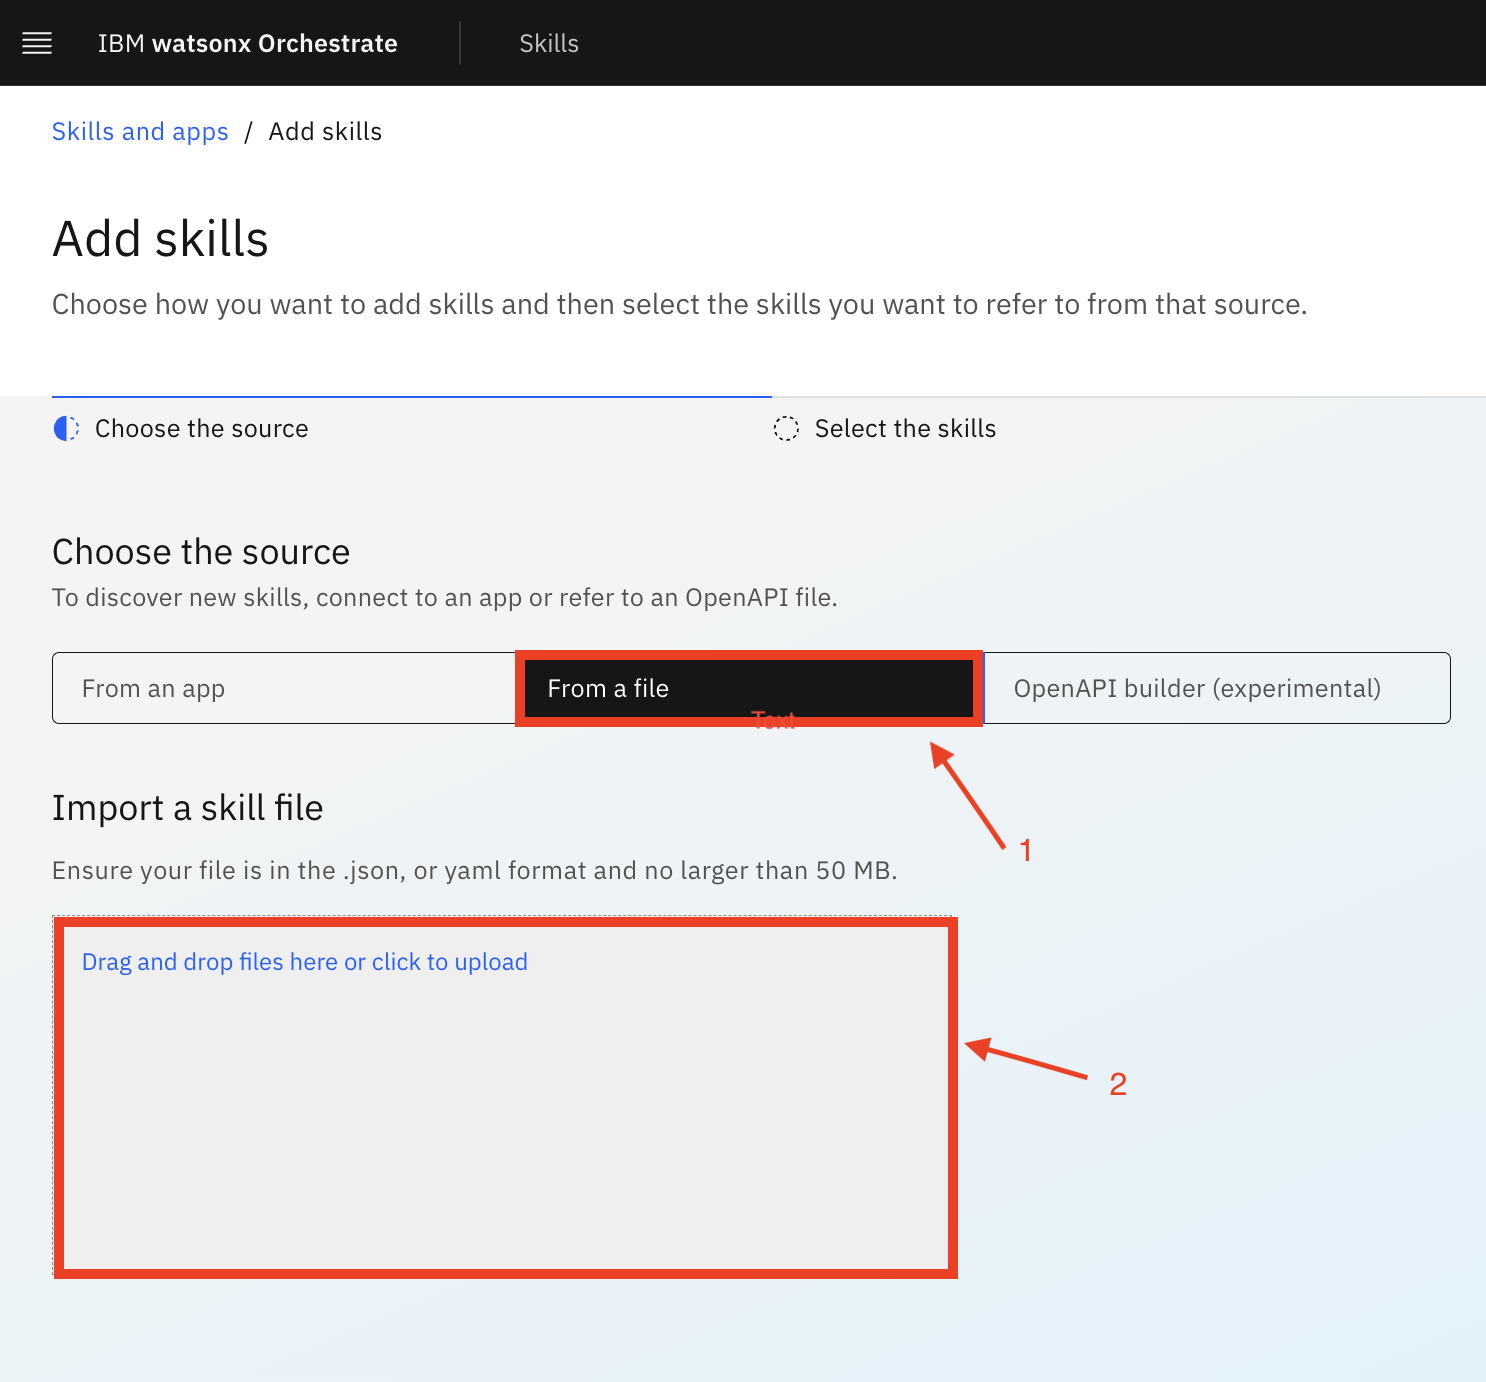 IBM watsonx Orchestrate
Skills
Skills and apps / Add skills
Add skills
Choose how you want to add skills and then select the skills you want to refer to from that source.
Choose the source
Select the skills
Choose the source
To discover new skills, connect to an app or refer to an OpenAPI file.
From an app
From a file
OpenAPI builder (experimental)
Text
1
Import a skill file
Ensure your file is in the .json, or yaml format and no larger than 50 MB.
Drag and drop files here or click to upload
2